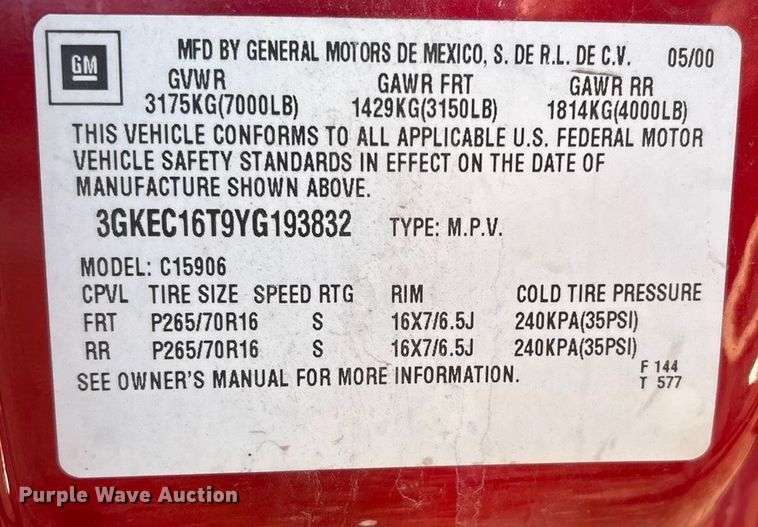 GM
MFD BY GENERAL MOTORS DE MEXICO, S. DE R.L. DE C.V. 05/00
GVWR GAWR FRT GAWR RR
3175KG(7000LB) 1429KG(3150LB) 1814KG(4000LB)
THIS VEHICLE CONFORMS TO ALL APPLICABLE U.S. FEDERAL MOTOR
VEHICLE SAFETY STANDARDS IN EFFECT ON THE DATE OF
MANUFACTURE SHOWN ABOVE.
3GKEC16T9YG193832 TYPE: M.P.V.
MODEL: C15906
CPVL TIRE SIZE SPEED RTG RIM COLD TIRE PRESSURE
FRT P265/70R16 S 16X7/6.5J 240KPA(35PSI)
RR P265/70R16 S 16X7/6.5J 240KPA(35PSI)
SEE OWNER'S MANUAL FOR MORE INFORMATION.
F 144
T 577
Purple Wave Auction